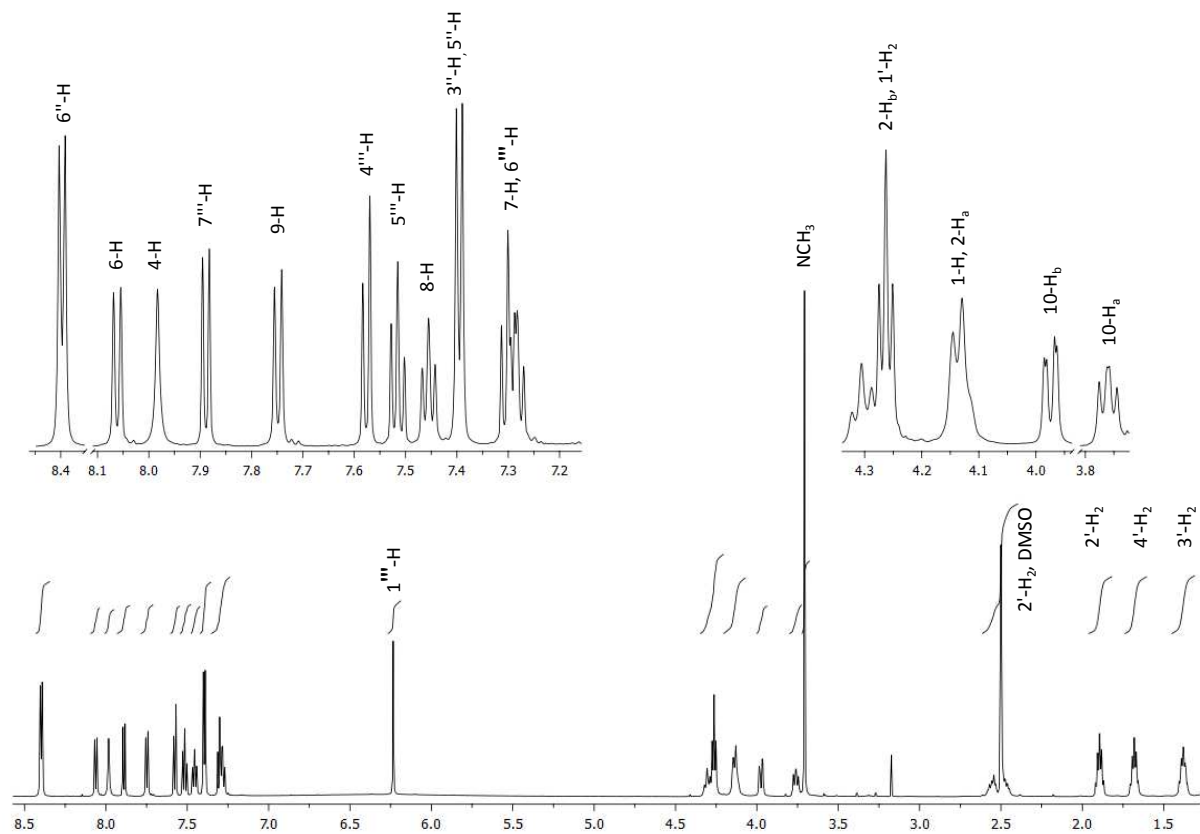 6''-H
6-H
4-H
7'''-H
9-H
4'''-H
5'''-H
8-H
3''-H, 5''-H
7-H, 6'''-H
2-Hb, 1'-H2
1-H, 2-Ha
10-Hb
10-Ha
8.4 8.1 8.0 7.9 7.8 7.7 7.6 7.5 7.4 7.3 7.2
4.3 4.2 4.1 4.0 3.8
NCH3
1'''-H
2'-H2, DMSO
2'-H2
4'-H2
3'-H2
8.5 8.0 7.5 7.0 6.5 6.0 5.5 5.0 4.5 4.0 3.5 3.0 2.5 2.0 1.5